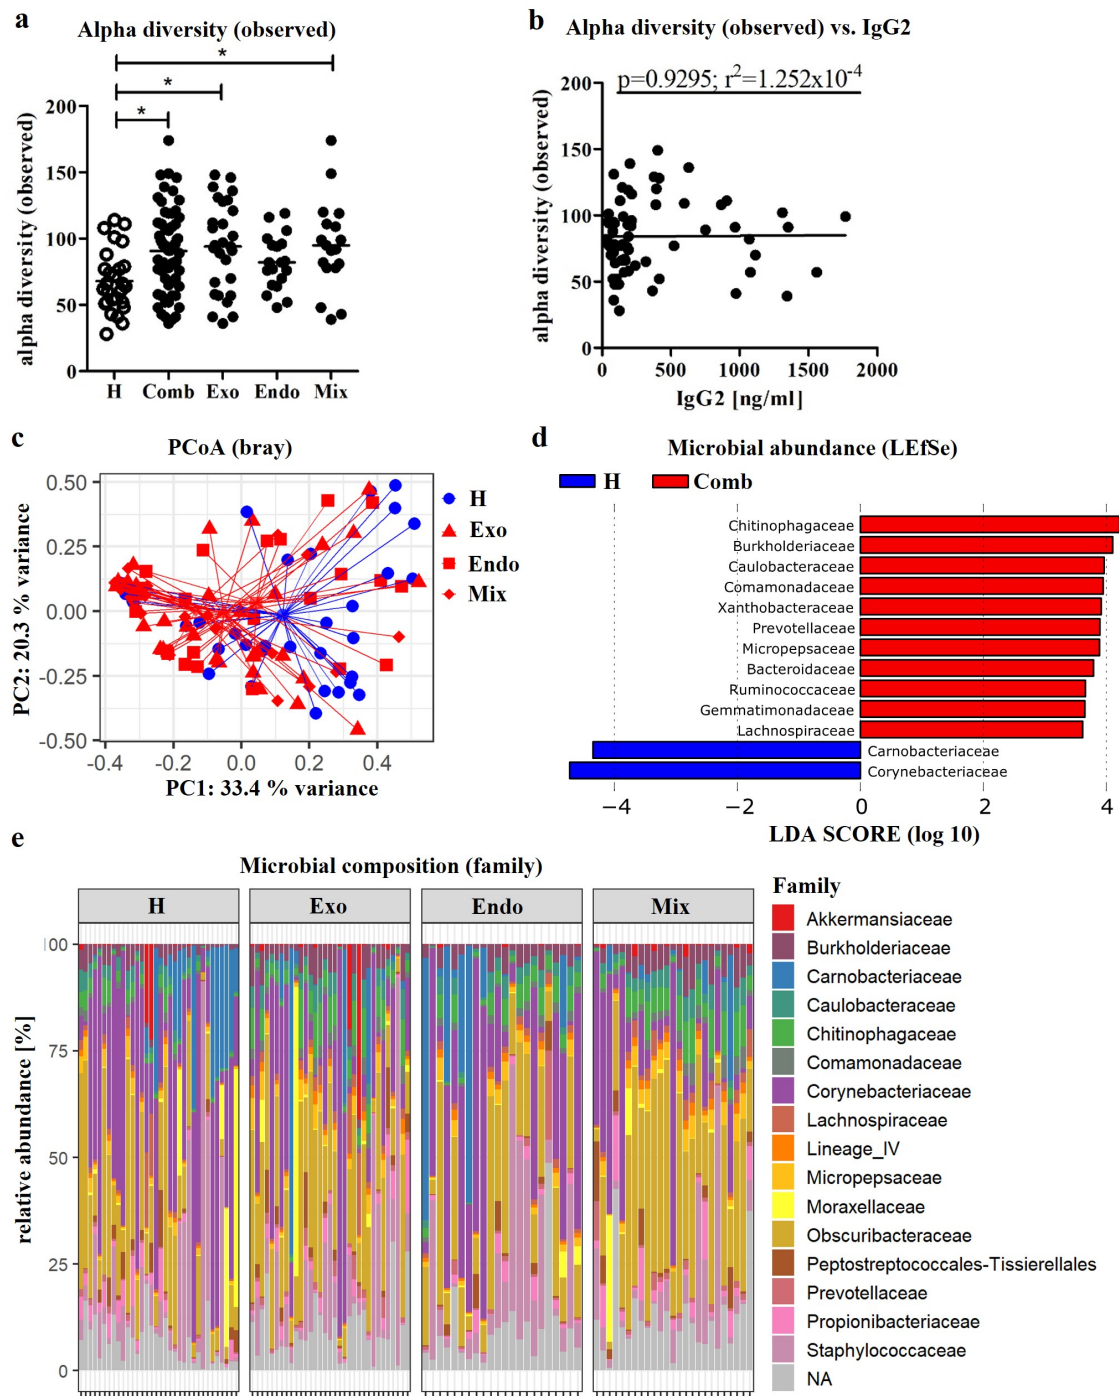 a
Alpha diversity (observed)
*
*
*
alpha diversity (observed)
200
150
100
50
0
H Comb Exo Endo Mix
b
Alpha diversity (observed) vs. IgG2
p=0.9295; r²=1.252x10⁻⁴
alpha diversity (observed)
200
150
100
50
0
0 500 1000 1500 2000
IgG2 [ng/ml]
c
PCoA (bray)
PC2: 20.3 % variance
0.50
0.25
0.00
-0.25
-0.50
-0.4 -0.2 0.0 0.2 0.4
PC1: 33.4 % variance
H
Exo
Endo
Mix
d
Microbial abundance (LEfSe)
H Comb
Chitinophagaceae
Burkholderiaceae
Caulobacteraceae
Comamonadaceae
Xanthobacteraceae
Prevotellaceae
Micropepsaceae
Bacteroidaceae
Ruminococcaceae
Gemmatimonadaceae
Lachnospiraceae
Carnobacteriaceae
Corynebacteriaceae
−4 −2 0 2 4
LDA SCORE (log 10)
e
Microbial composition (family)
H Exo Endo Mix
relative abundance [%]
100
75
50
25
0
Family
Akkermansiaceae
Burkholderiaceae
Carnobacteriaceae
Caulobacteraceae
Chitinophagaceae
Comamonadaceae
Corynebacteriaceae
Lachnospiraceae
Lineage_IV
Micropepsaceae
Moraxellaceae
Obscuribacteraceae
Peptostreptococcales-Tissierellales
Prevotellaceae
Propionibacteriaceae
Staphylococcaceae
NA